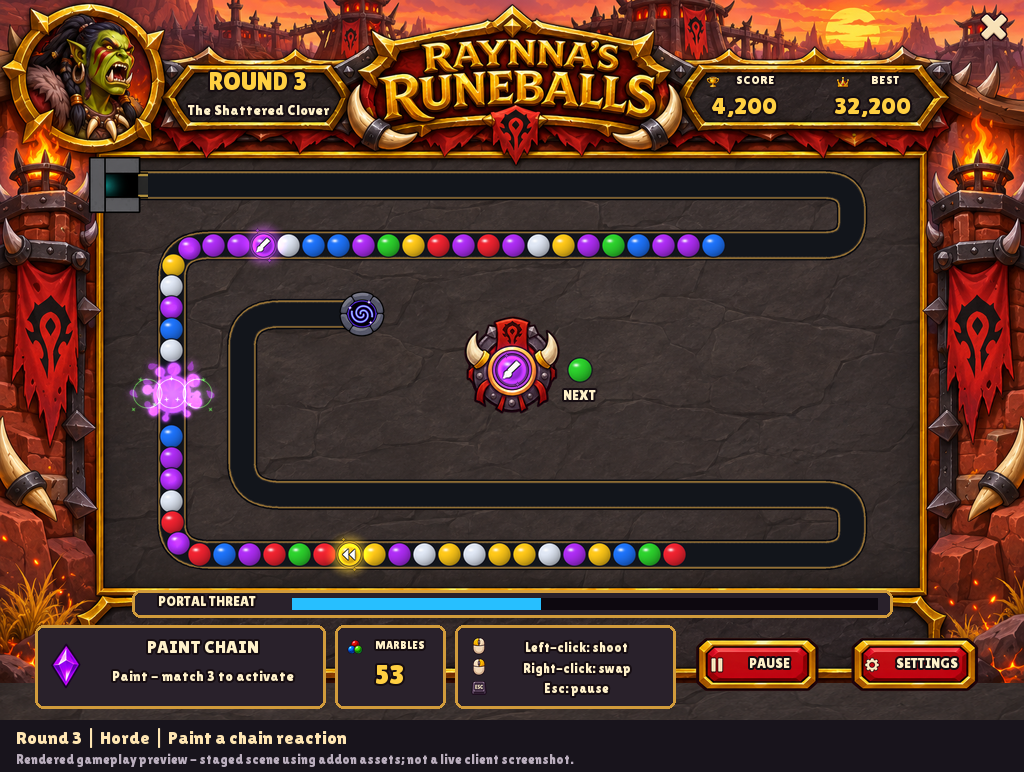 RAYNNA'S
RUNEBALLS
ROUND 3
The Shattered Clover
SCORE
4,200
BEST
32,200
NEXT
PORTAL THREAT
PAINT CHAIN
Paint - match 3 to activate
MARBLES
53
Left-click: shoot
Right-click: swap
ESC
Esc: pause
PAUSE
SETTINGS
Round 3 | Horde | Paint a chain reaction
Rendered gameplay preview - staged scene using addon assets; not a live client screenshot.